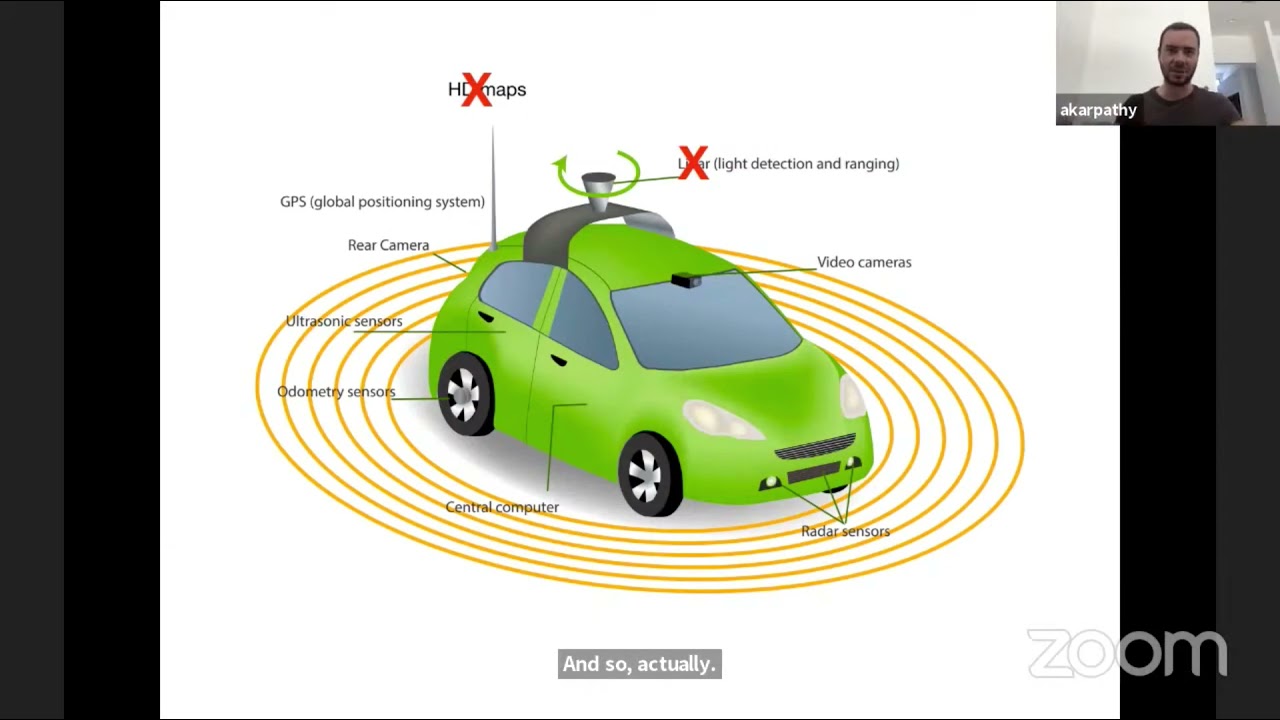 akarpathy
HD maps
Lidar (light detection and ranging)
GPS (global positioning system)
Rear Camera
Video cameras
Ultrasonic sensors
Odometry sensors
Central computer
Radar sensors
And so, actually.
zoom